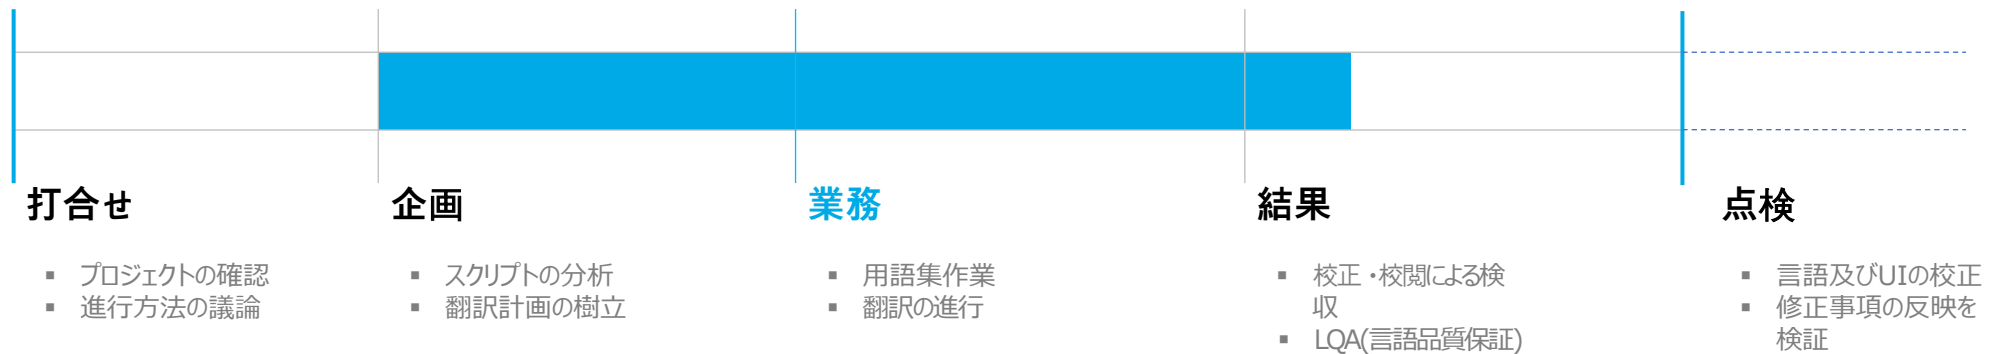 打合せ
企画
業務
結果
点検
▪ プロジェクトの確認
▪ 進行方法の議論
▪ スクリプトの分析
▪ 翻訳計画の樹立
▪ 用語集作業
▪ 翻訳の進行
▪ 校正・校閲による検
収
▪ LQA(言語品質保証)
▪ 言語及びUIの校正
▪ 修正事項の反映を
検証